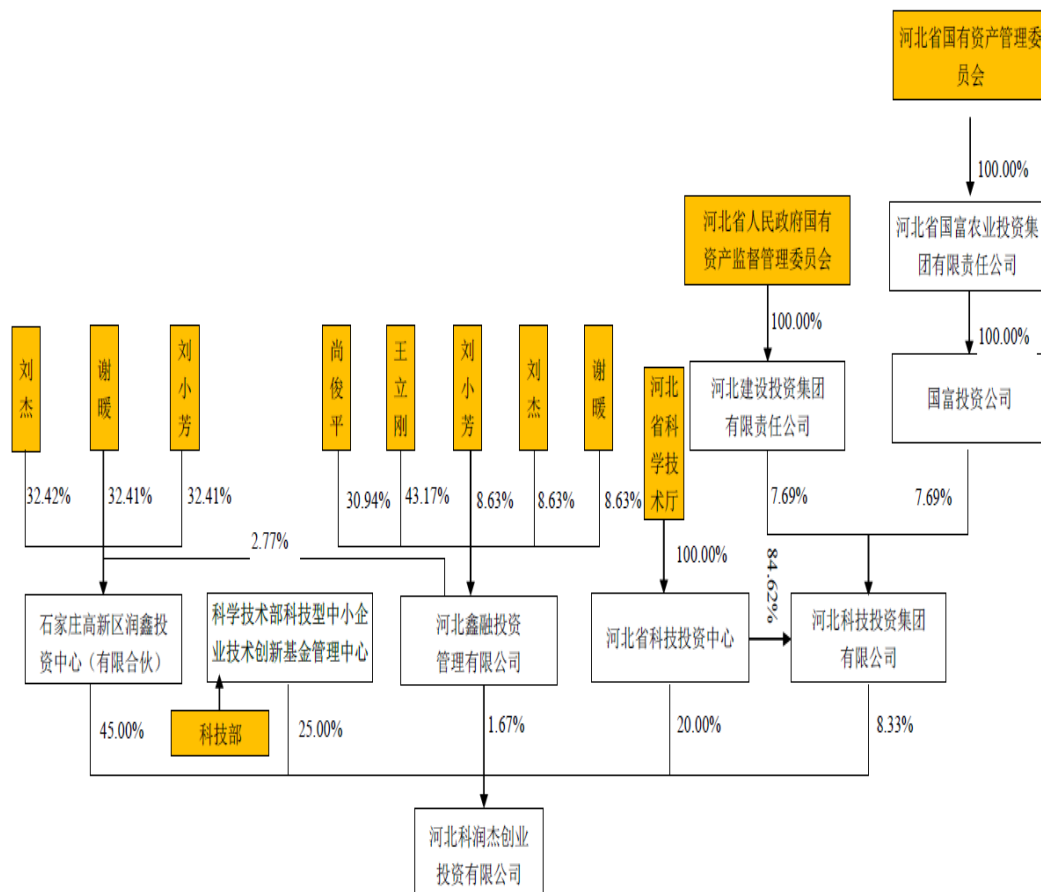 河北省国有资产管理委
员会
100.00%
河北省人民政府国有
资产监督管理委员会
河北省国富农业投资集
团有限责任公司
100.00%
100.00%
刘杰
谢暖
刘小芳
尚俊平
王立刚
刘小芳
刘杰
谢暖
河北省科学技术厅
河北建设投资集团
有限责任公司
国富投资公司
32.42%
32.41%
32.41%
30.94%
43.17%
8.63%
8.63%
8.63%
7.69%
7.69%
2.77%
100.00%
84.62%
石家庄高新区润鑫投
资中心（有限合伙）
科学技术部科技型中小企
业技术创新基金管理中心
河北鑫融投资
管理有限公司
河北省科技投资中心
河北科技投资集团
有限公司
科技部
45.00%
25.00%
1.67%
20.00%
8.33%
河北科润杰创业
投资有限公司